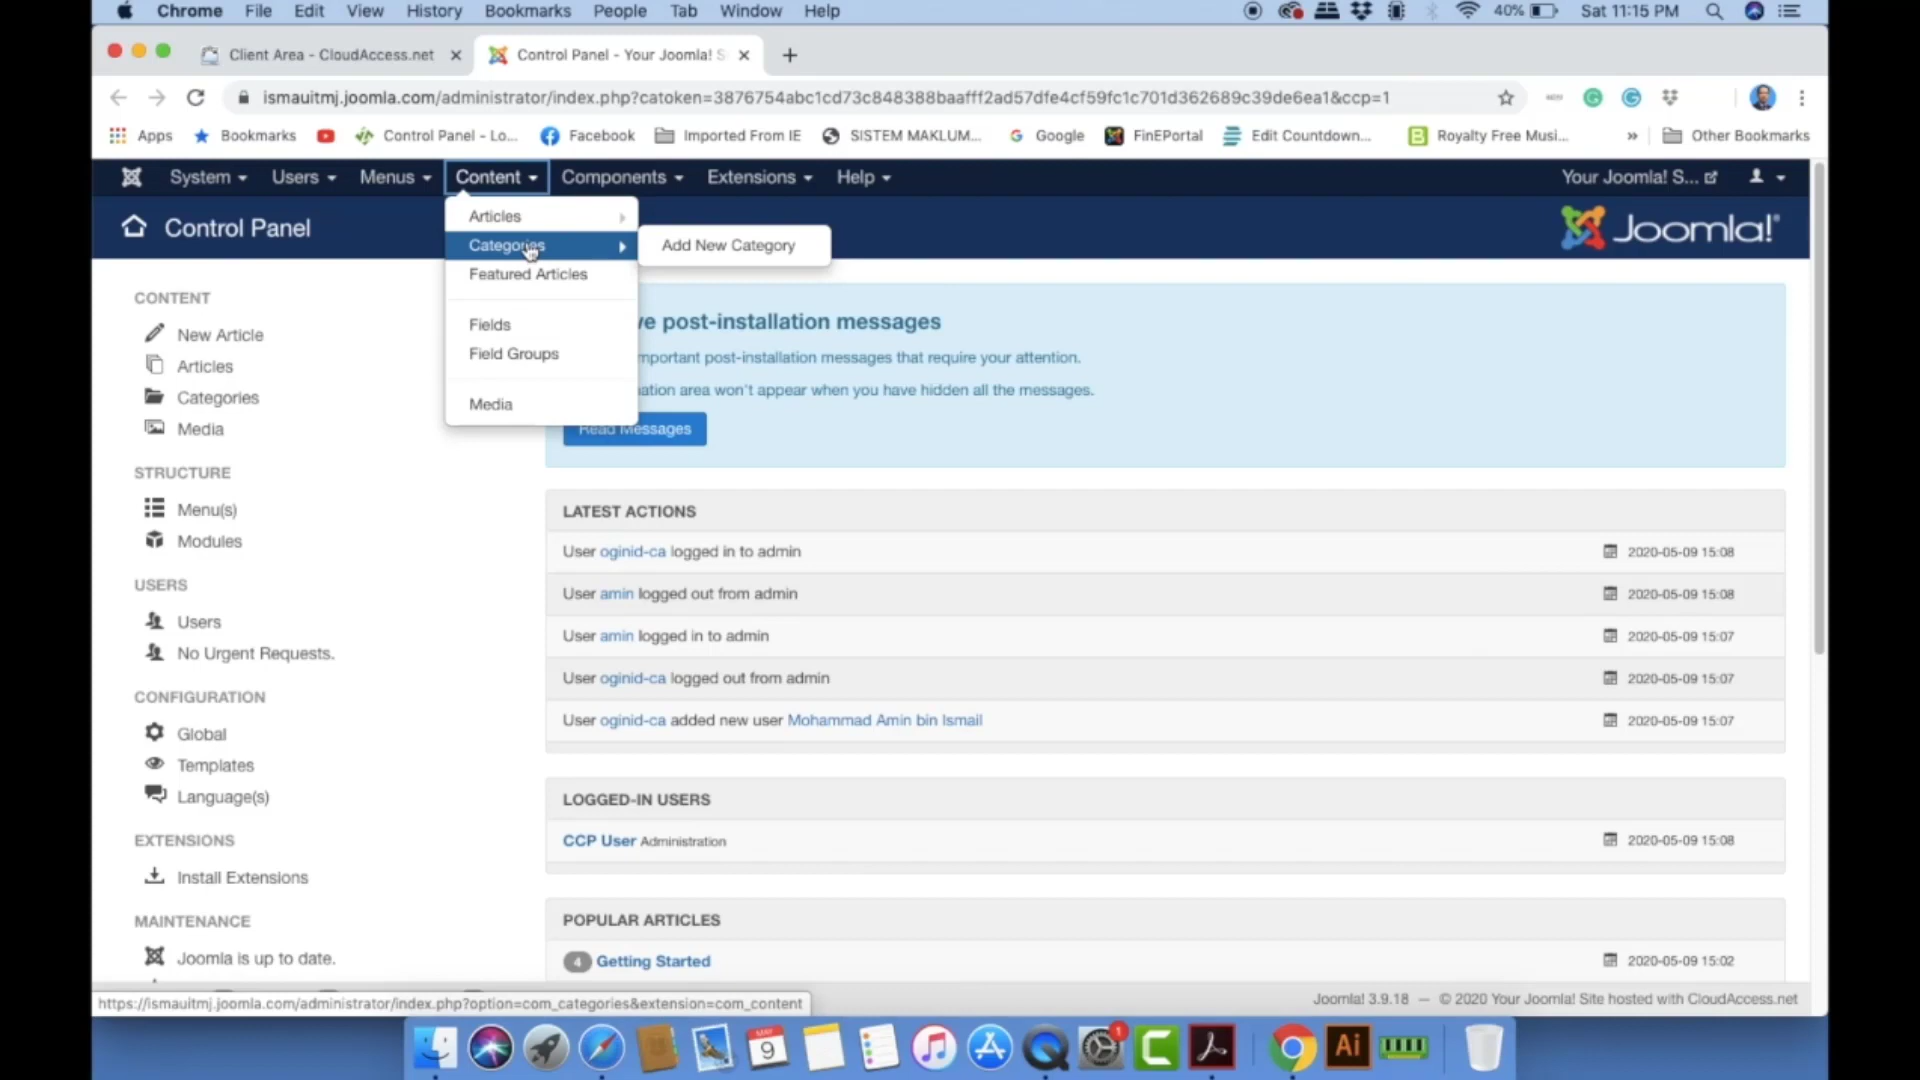 Chrome File Edit View History Bookmarks People Tab Window Help
40% Sat 11:15 PM
Client Area - CloudAccess.net
Control Panel - Your Joomla! S
ismauitmj.joomla.com/administrator/index.php?catoken=3876754abc1cd73c848388baafff2ad57dfe4cf59fc1c701d362689c39de6ea1&ccp=1
Apps Bookmarks Control Panel - Lo... Facebook Imported From IE SISTEM MAKLUM... Google FinEPortal Edit Countdown... Royalty Free Musi... » Other Bookmarks
System Users Menus Content Components Extensions Help Your Joomla! S...
Control Panel
Joomla!®
Articles
Categories
Add New Category
Featured Articles
Fields
Field Groups
Media
CONTENT
New Article
Articles
Categories
Media
STRUCTURE
Menu(s)
Modules
USERS
Users
No Urgent Requests.
CONFIGURATION
Global
Templates
Language(s)
EXTENSIONS
Install Extensions
MAINTENANCE
Joomla is up to date.
post-installation messages
post-installation messages that require your attention.
area won't appear when you have hidden all the messages.
Read Messages
LATEST ACTIONS
User oginid-ca logged in to admin 2020-05-09 15:08
User amin logged out from admin 2020-05-09 15:08
User amin logged in to admin 2020-05-09 15:07
User oginid-ca logged out from admin 2020-05-09 15:07
User oginid-ca added new user Mohammad Amin bin Ismail 2020-05-09 15:07
LOGGED-IN USERS
CCP User Administration 2020-05-09 15:08
POPULAR ARTICLES
4 Getting Started 2020-05-09 15:02
https://ismauitmj.joomla.com/administrator/index.php?option=com_categories&extension=com_content
Joomla! 3.9.18 — © 2020 Your Joomla! Site hosted with CloudAccess.net
MAY
9
1
Ai